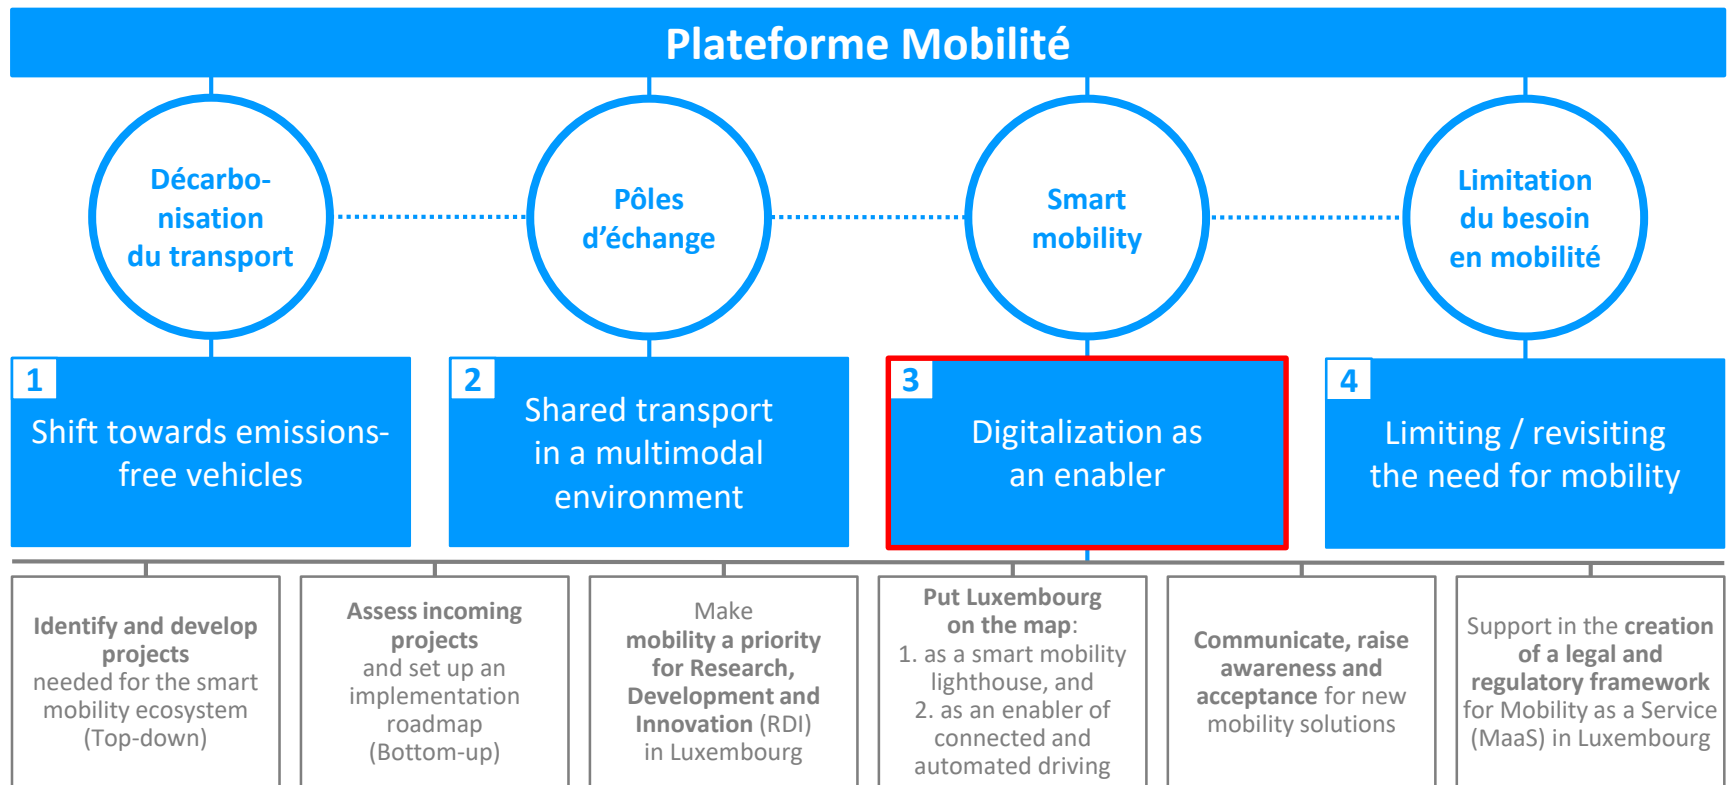 Plateforme Mobilité
Décarbo-
nisation
du transport
Pôles
d’échange
Smart
mobility
Limitation
du besoin
en mobilité
1
Shift towards emissions-
free vehicles
2
Shared transport
in a multimodal
environment
3
Digitalization as
an enabler
4
Limiting / revisiting
the need for mobility
Identify and develop
projects
needed for the smart
mobility ecosystem
(Top-down)
Assess incoming
projects
and set up an
implementation
roadmap
(Bottom-up)
Make
mobility a priority
for Research,
Development and
Innovation (RDI)
in Luxembourg
Put Luxembourg
on the map:
1. as a smart mobility
lighthouse, and
2. as an enabler of
connected and
automated driving
Communicate, raise
awareness and
acceptance for new
mobility solutions
Support in the creation
of a legal and
regulatory framework
for Mobility as a Service
(MaaS) in Luxembourg